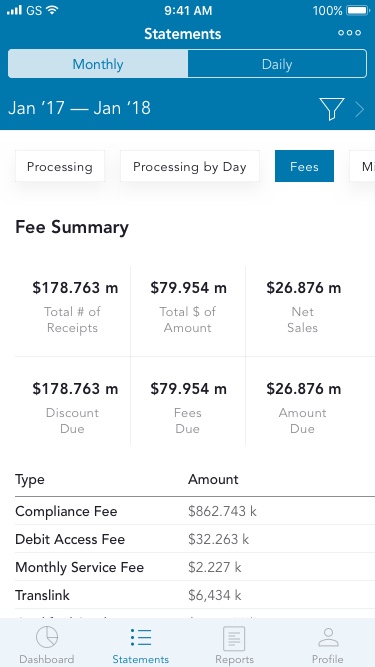 GS 9:41 AM 100%
Statements
Monthly Daily
Jan ’17 — Jan ’18
Processing Processing by Day Fees Mi
Fee Summary
$178.763 m $79.954 m $26.876 m
Total # of Total $ of Net
Receipts Amount Sales
$178.763 m $79.954 m $26.876 m
Discount Fees Amount
Due Due Due
Type Amount
Compliance Fee $862.743 k
Debit Access Fee $32.263 k
Monthly Service Fee $2.227 k
Translink $6,434 k
Dashboard Statements Reports Profile